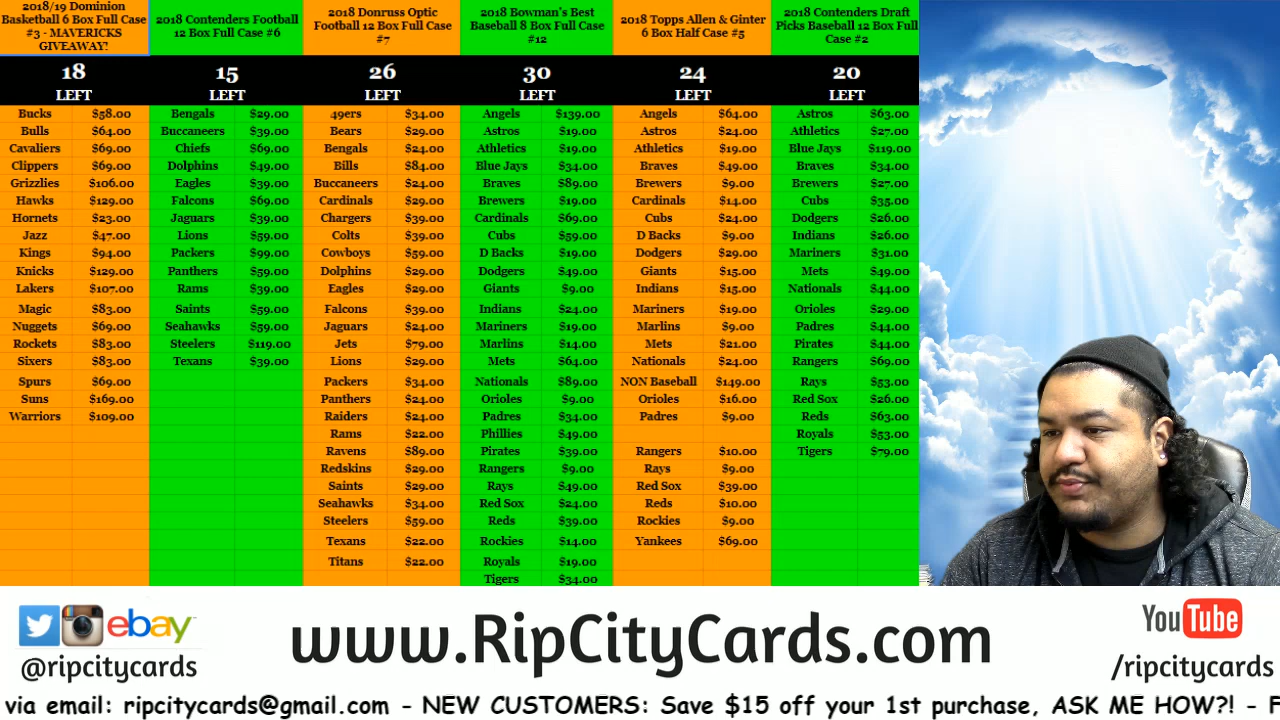 2018/19 Dominion
Basketball 6 Box Full Case
#3 - MAVERICKS
GIVEAWAY!
18
LEFT
Bucks $58.00
Bulls $64.00
Cavaliers $69.00
Clippers $69.00
Grizzlies $106.00
Hawks $129.00
Hornets $23.00
Jazz $47.00
Kings $94.00
Knicks $129.00
Lakers $107.00
Magic $83.00
Nuggets $69.00
Rockets $83.00
Sixers $83.00
Spurs $69.00
Suns $169.00
Warriors $109.00
2018 Contenders Football
12 Box Full Case #6
15
LEFT
Bengals $29.00
Buccaneers $39.00
Chiefs $69.00
Dolphins $49.00
Eagles $39.00
Falcons $69.00
Jaguars $39.00
Lions $59.00
Packers $99.00
Panthers $59.00
Rams $39.00
Saints $59.00
Seahawks $59.00
Steelers $119.00
Texans $39.00
2018 Donruss Optic
Football 12 Box Full Case
#7
26
LEFT
49ers $34.00
Bears $29.00
Bengals $24.00
Bills $84.00
Buccaneers $24.00
Cardinals $29.00
Chargers $39.00
Colts $39.00
Cowboys $59.00
Dolphins $29.00
Eagles $29.00
Falcons $39.00
Jaguars $24.00
Jets $79.00
Lions $29.00
Packers $34.00
Panthers $24.00
Raiders $24.00
Rams $22.00
Ravens $89.00
Redskins $29.00
Saints $29.00
Seahawks $34.00
Steelers $59.00
Texans $22.00
Titans $22.00
2018 Bowman's Best
Baseball 8 Box Full Case
#12
30
LEFT
Angels $139.00
Astros $19.00
Athletics $19.00
Blue Jays $34.00
Braves $89.00
Brewers $19.00
Cardinals $69.00
Cubs $59.00
D Backs $19.00
Dodgers $49.00
Giants $9.00
Indians $24.00
Mariners $19.00
Marlins $14.00
Mets $64.00
Nationals $89.00
Orioles $9.00
Padres $34.00
Phillies $49.00
Pirates $39.00
Rangers $9.00
Rays $49.00
Red Sox $24.00
Reds $39.00
Rockies $14.00
Royals $19.00
Tigers $34.00
2018 Topps Allen & Ginter
6 Box Half Case #5
24
LEFT
Angels $64.00
Astros $24.00
Athletics $19.00
Braves $49.00
Brewers $9.00
Cardinals $14.00
Cubs $24.00
D Backs $9.00
Dodgers $29.00
Giants $15.00
Indians $15.00
Mariners $19.00
Marlins $9.00
Mets $21.00
Nationals $24.00
NON Baseball $149.00
Orioles $16.00
Padres $9.00
Rangers $10.00
Rays $9.00
Red Sox $39.00
Reds $10.00
Rockies $9.00
Yankees $69.00
2018 Contenders Draft
Picks Baseball 12 Box Full
Case #2
20
LEFT
Astros $63.00
Athletics $27.00
Blue Jays $119.00
Braves $34.00
Brewers $27.00
Cubs $35.00
Dodgers $26.00
Indians $26.00
Mariners $31.00
Mets $49.00
Nationals $44.00
Orioles $29.00
Padres $44.00
Pirates $44.00
Rangers $69.00
Rays $53.00
Red Sox $26.00
Reds $63.00
Royals $53.00
Tigers $79.00
ebay
@ripcitycards
www.RipCityCards.com
YouTube
/ripcitycards
via email: ripcitycards@gmail.com - NEW CUSTOMERS: Save $15 off your 1st purchase, ASK ME HOW?! - F